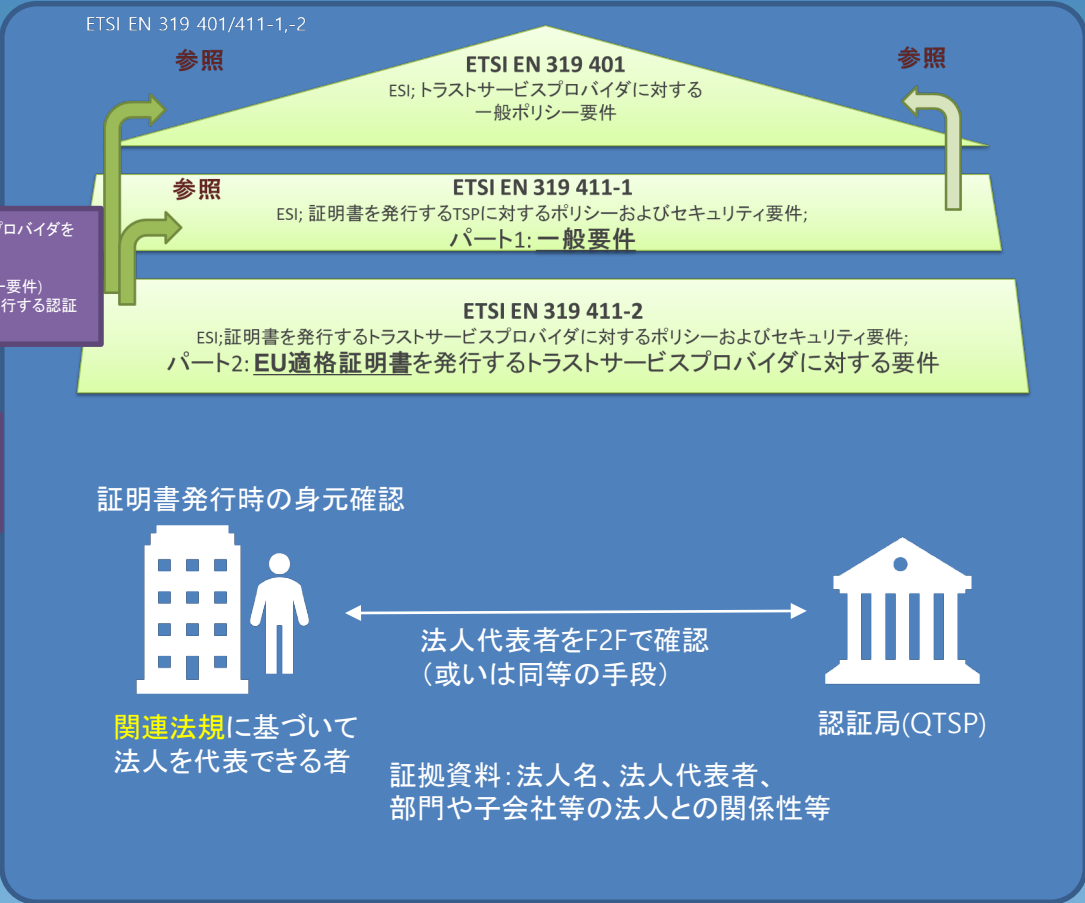 ETSI EN 319 401/411-1,-2
参照
参照
ETSI EN 319 401
ESI; トラストサービスプロバイダに対する
一般ポリシー要件
参照
ETSI EN 319 411-1
ESI; 証明書を発行するTSPに対するポリシーおよびセキュリティ要件;
パート1: 一般要件
プロバイダを
ー要件)
行する認証
ETSI EN 319 411-2
ESI;証明書を発行するトラストサービスプロバイダに対するポリシーおよびセキュリティ要件;
パート2: EU適格証明書を発行するトラストサービスプロバイダに対する要件
証明書発行時の身元確認
法人代表者をF2Fで確認
（或いは同等の手段）
関連法規に基づいて
法人を代表できる者
認証局(QTSP)
証拠資料：法人名、法人代表者、
部門や子会社等の法人との関係性等